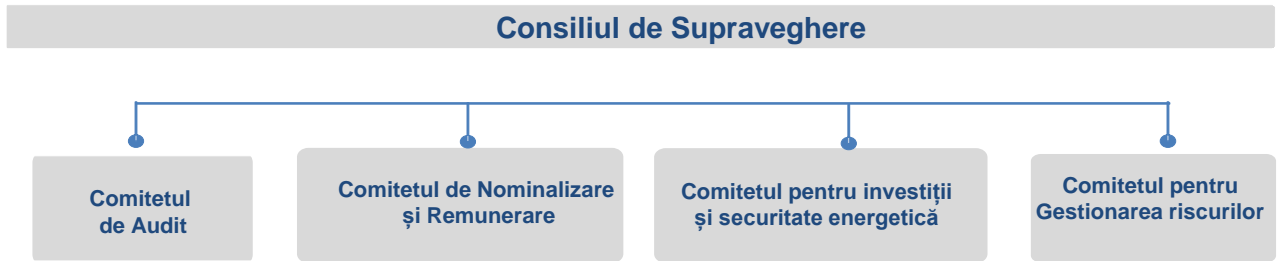 Consiliul de Supraveghere
Comitetul
de Audit
Comitetul de Nominalizare
și Remunerare
Comitetul pentru investiții
și securitate energetică
Comitetul pentru
Gestionarea riscurilor